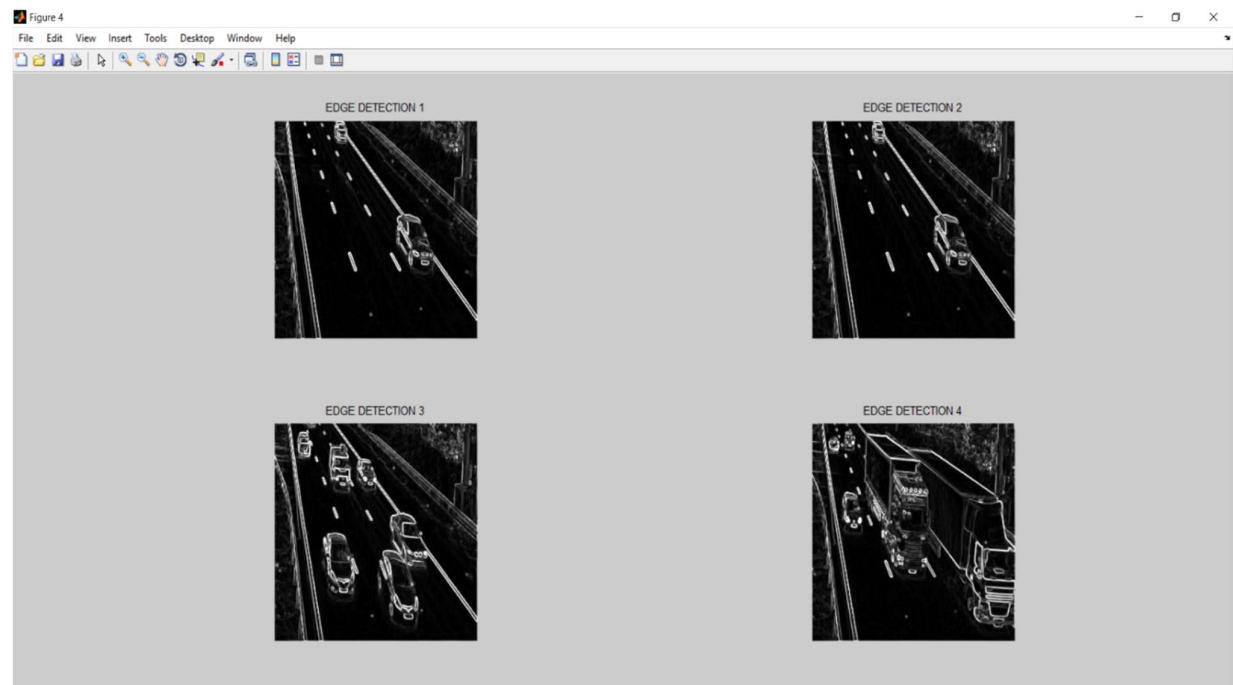 Figure 4
File Edit View Insert Tools Desktop Window Help
EDGE DETECTION 1
EDGE DETECTION 2
EDGE DETECTION 3
EDGE DETECTION 4